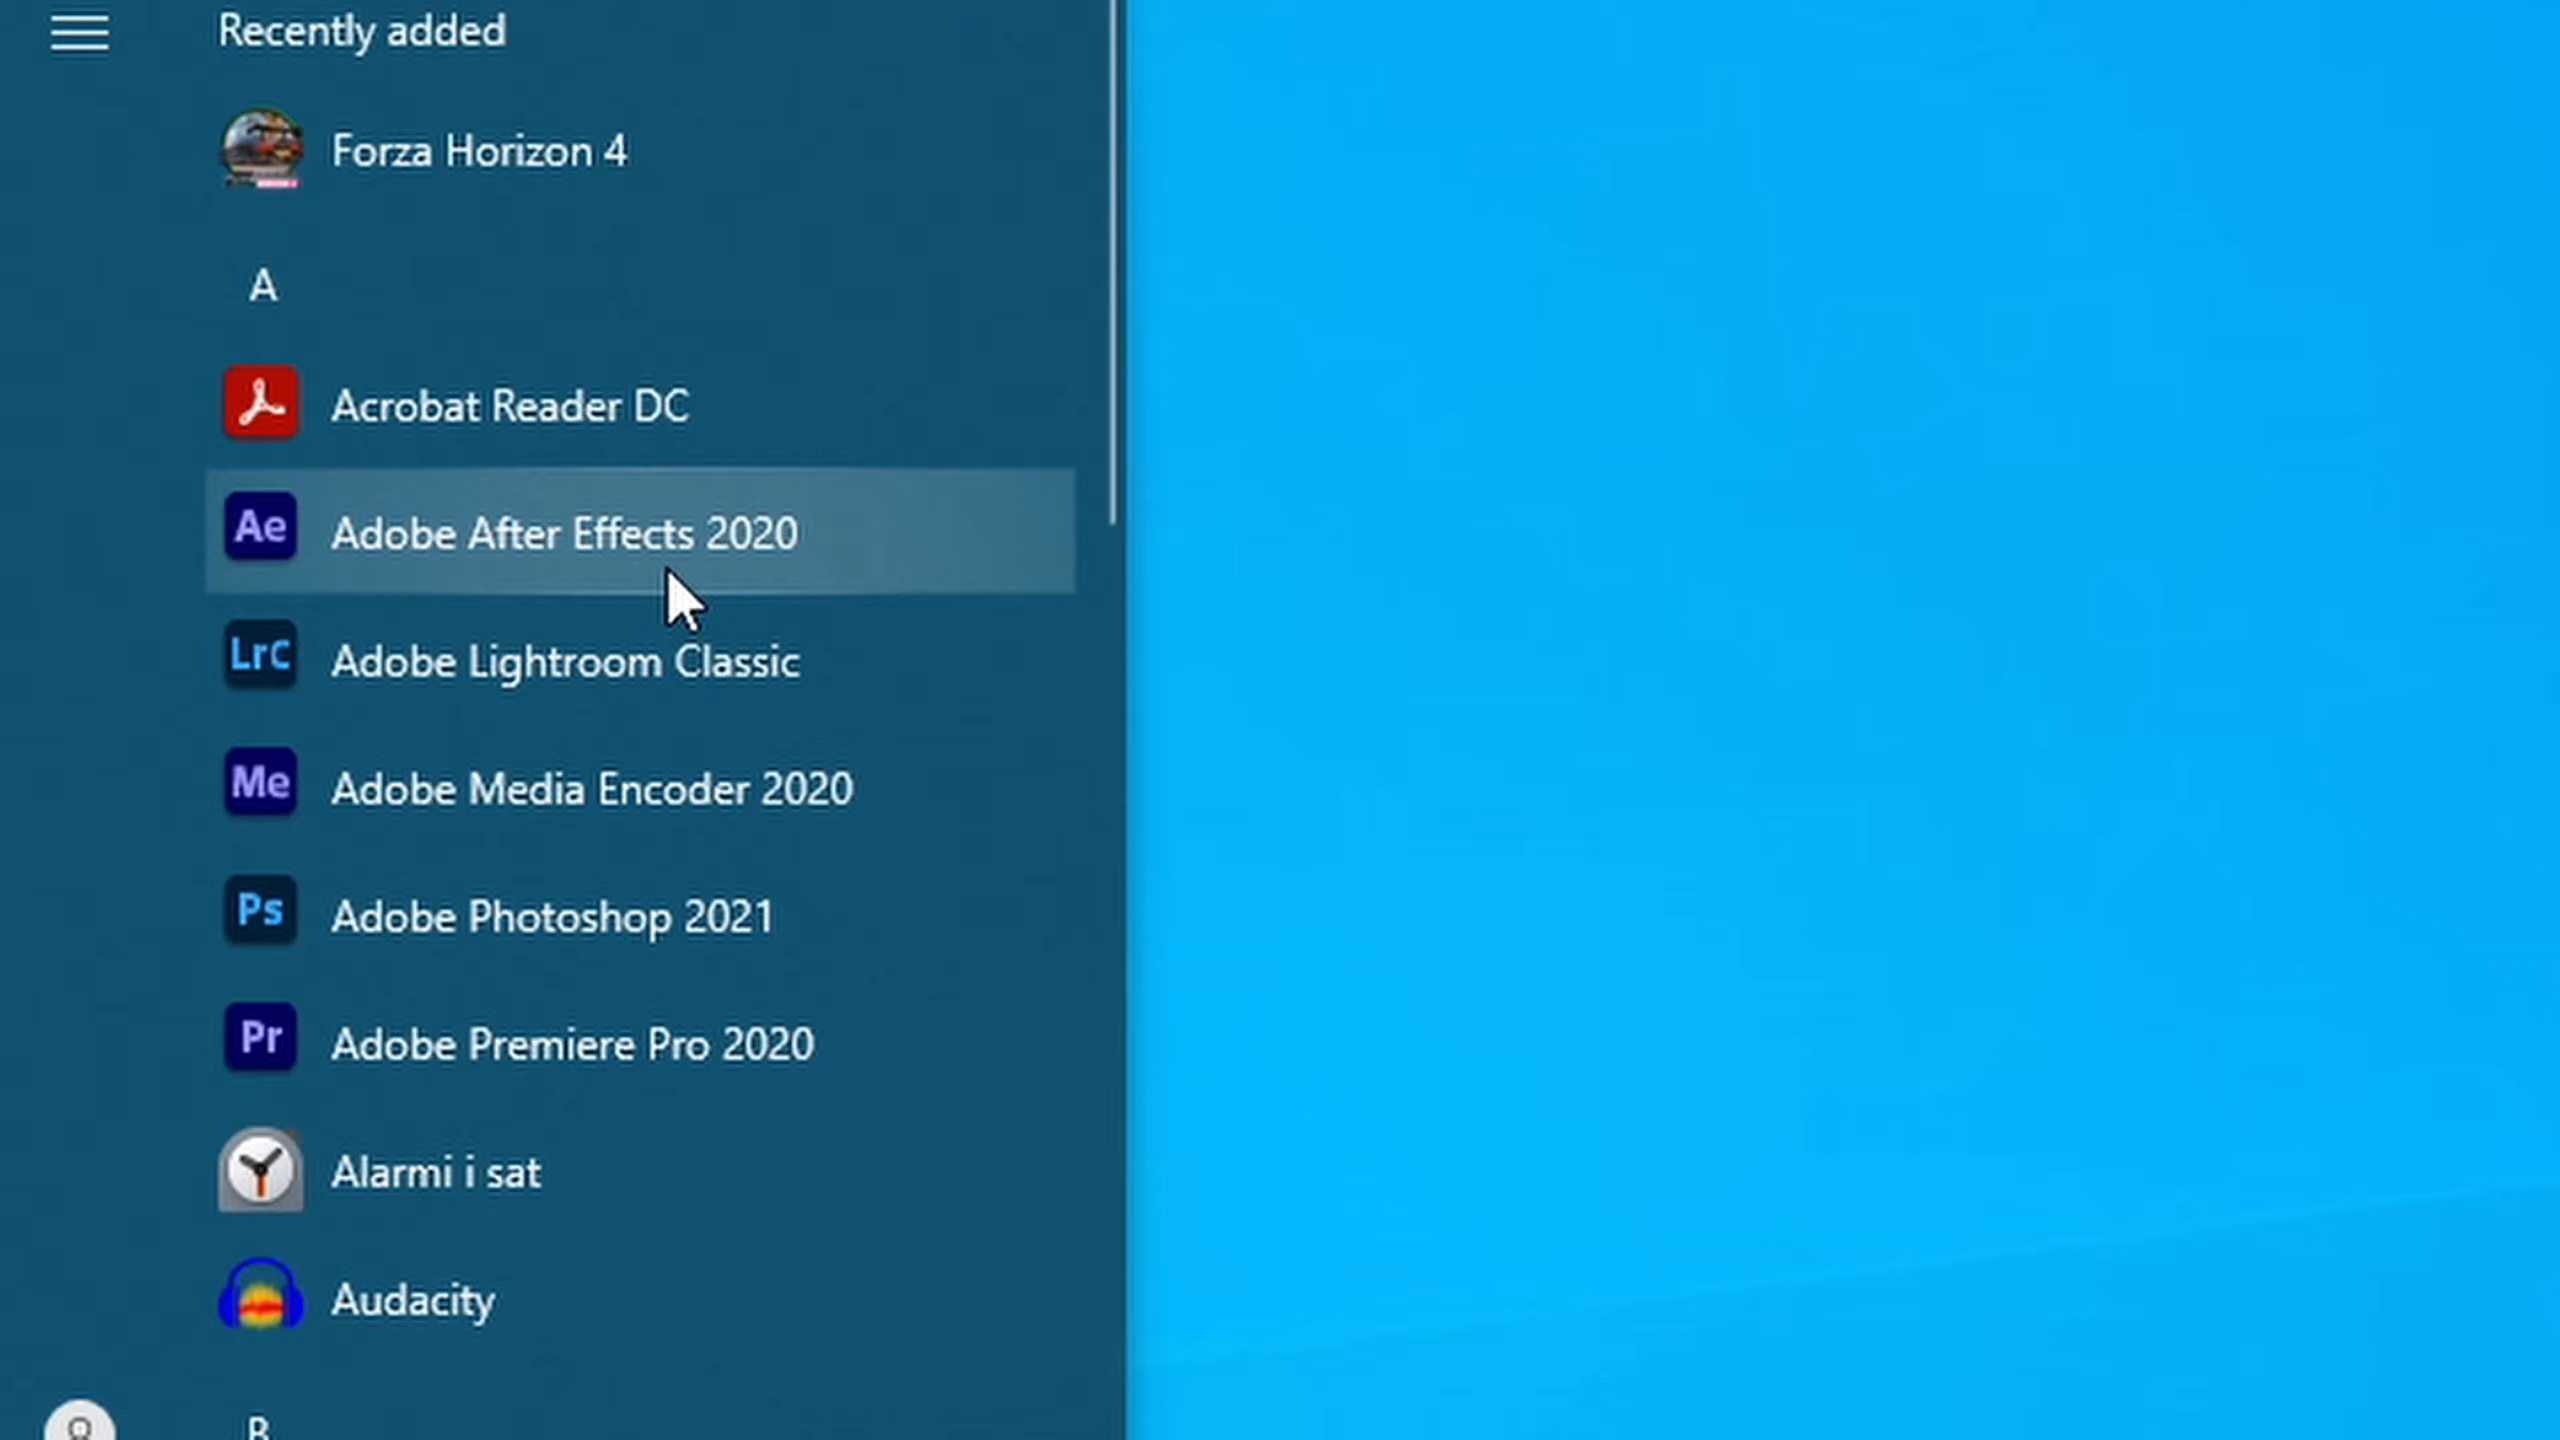 Recently added
Forza Horizon 4
A
Acrobat Reader DC
Ae Adobe After Effects 2020
LrC Adobe Lightroom Classic
Me Adobe Media Encoder 2020
Ps Adobe Photoshop 2021
Pr Adobe Premiere Pro 2020
Alarmi i sat
Audacity
B